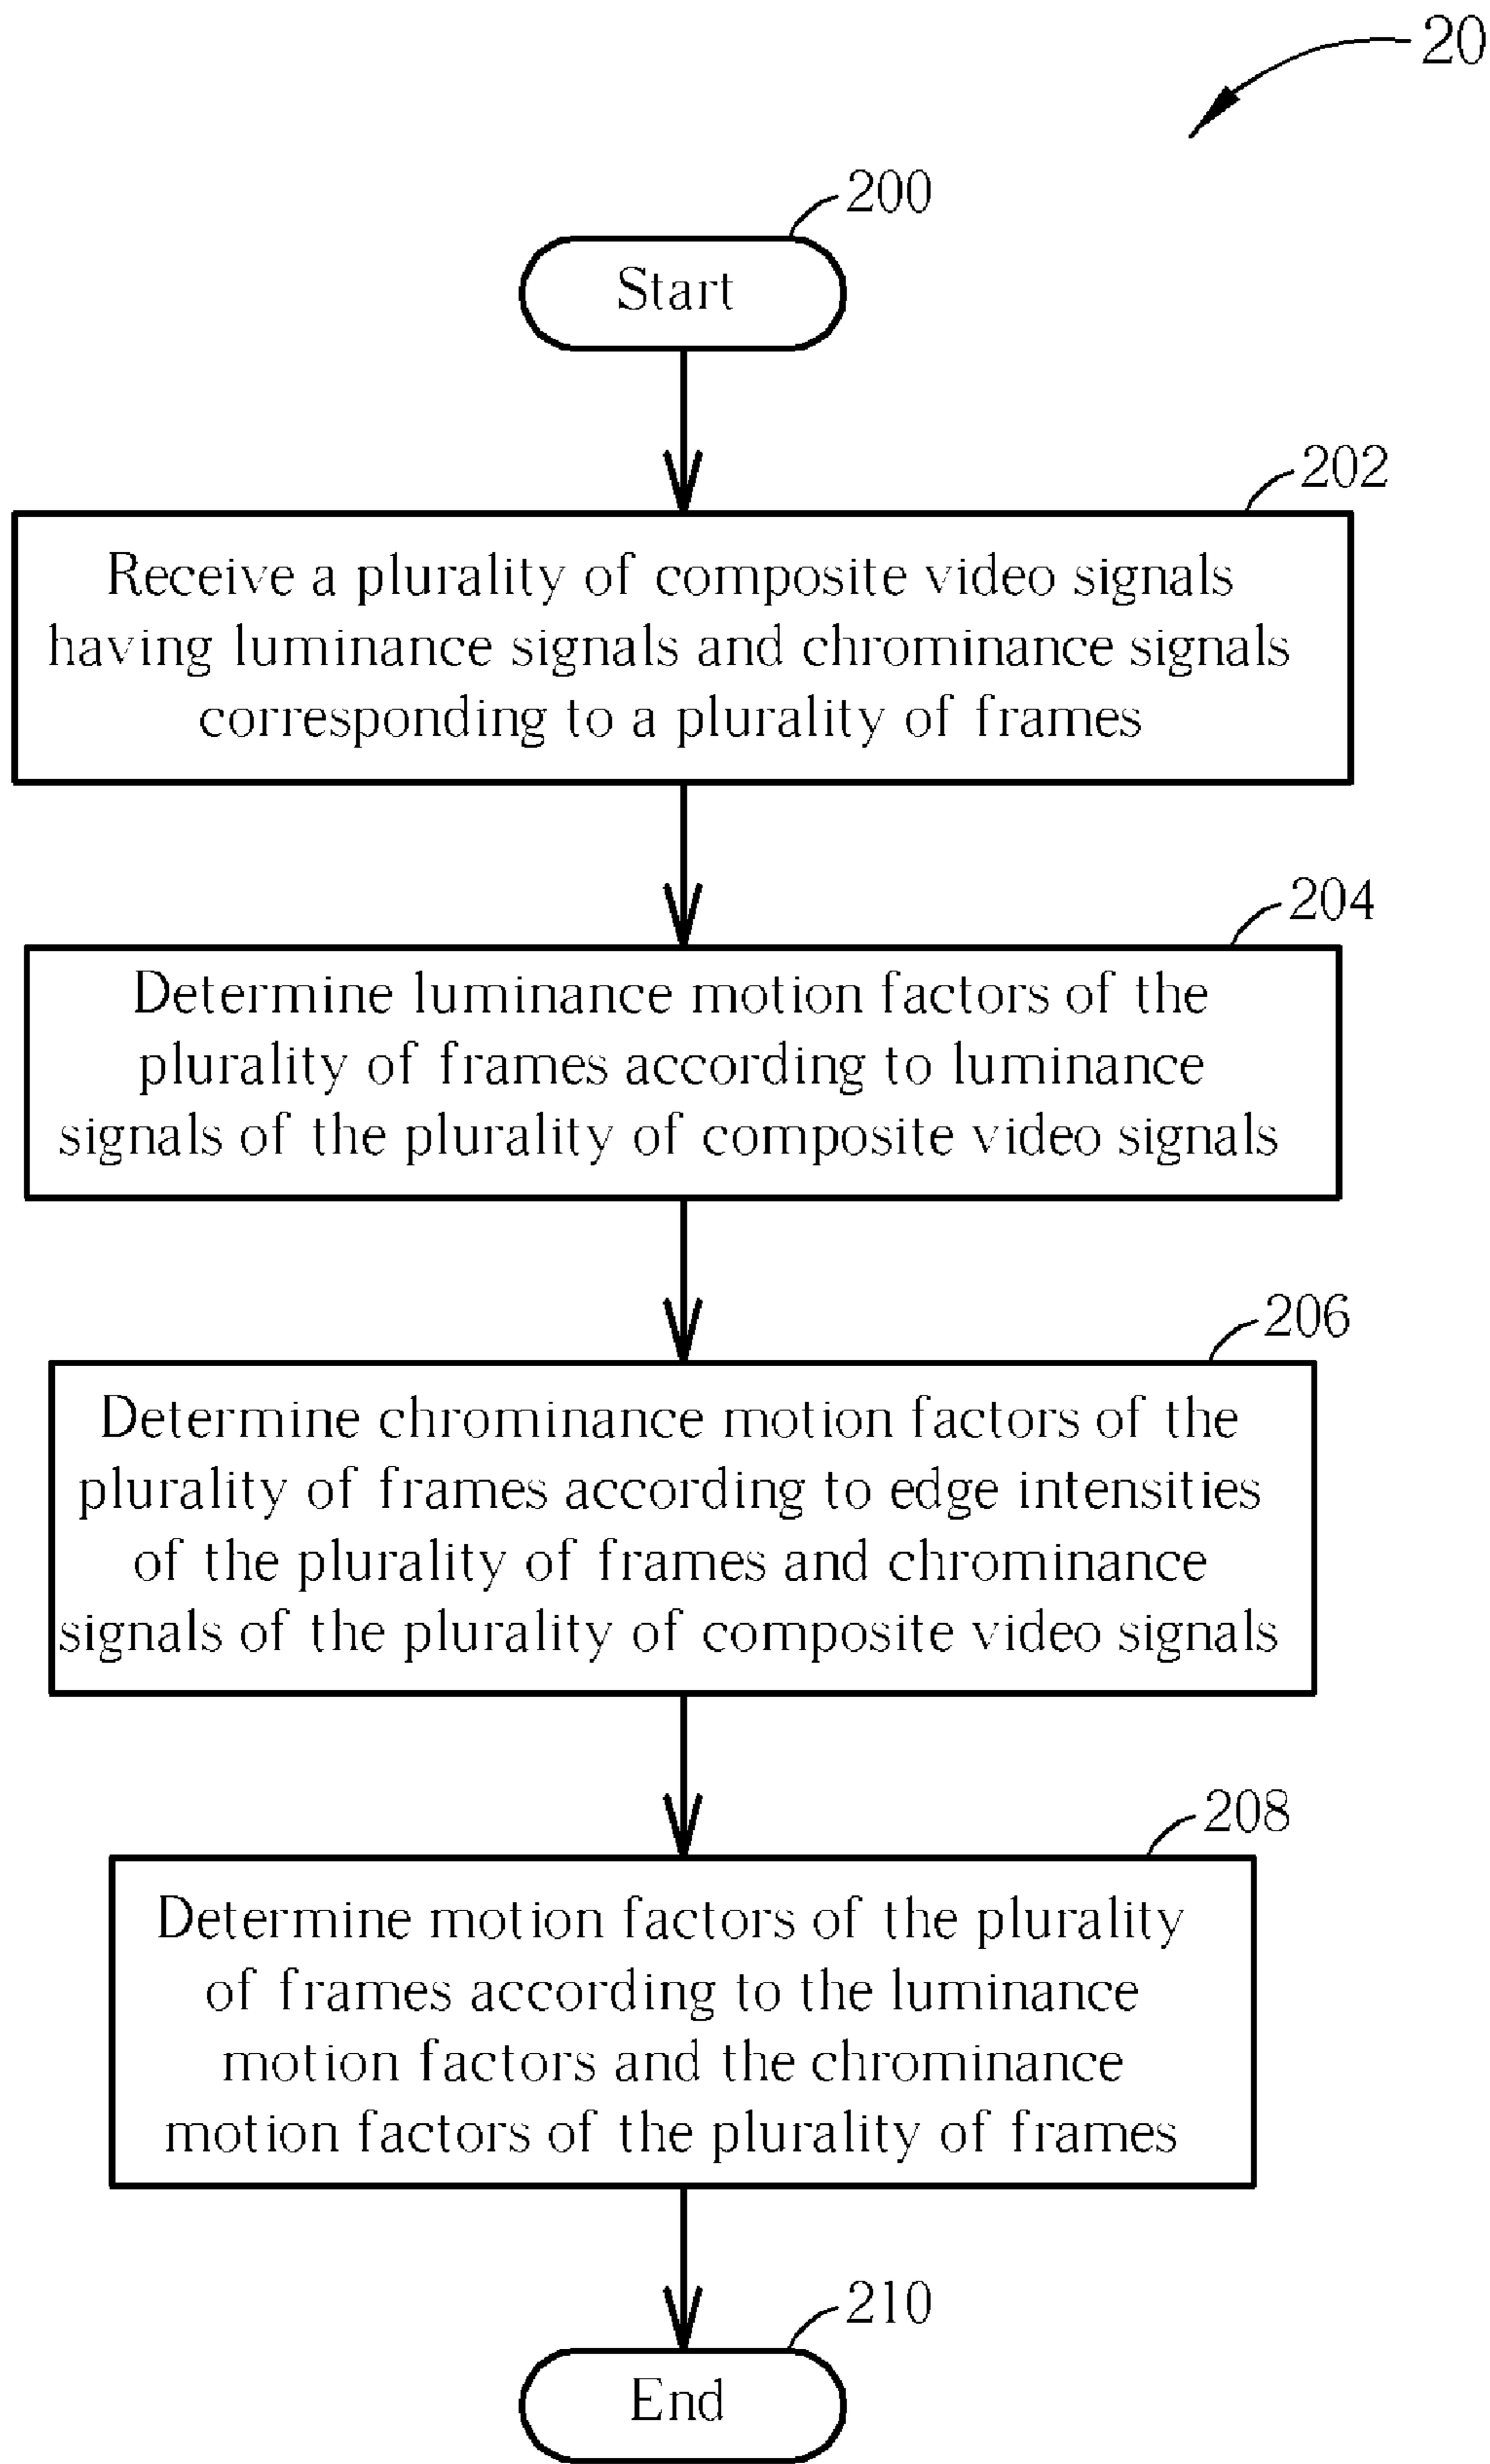 20
200
Start
202
Receive a plurality of composite video signals
having luminance signals and chrominance signals
corresponding to a plurality of frames
204
Determine luminance motion factors of the
plurality of frames according to luminance
signals of the plurality of composite video signals
206
Determine chrominance motion factors of the
plurality of frames according to edge intensities
of the plurality of frames and chrominance
signals of the plurality of composite video signals
208
Determine motion factors of the plurality
of frames according to the luminance
motion factors and the chrominance
motion factors of the plurality of frames
210
End